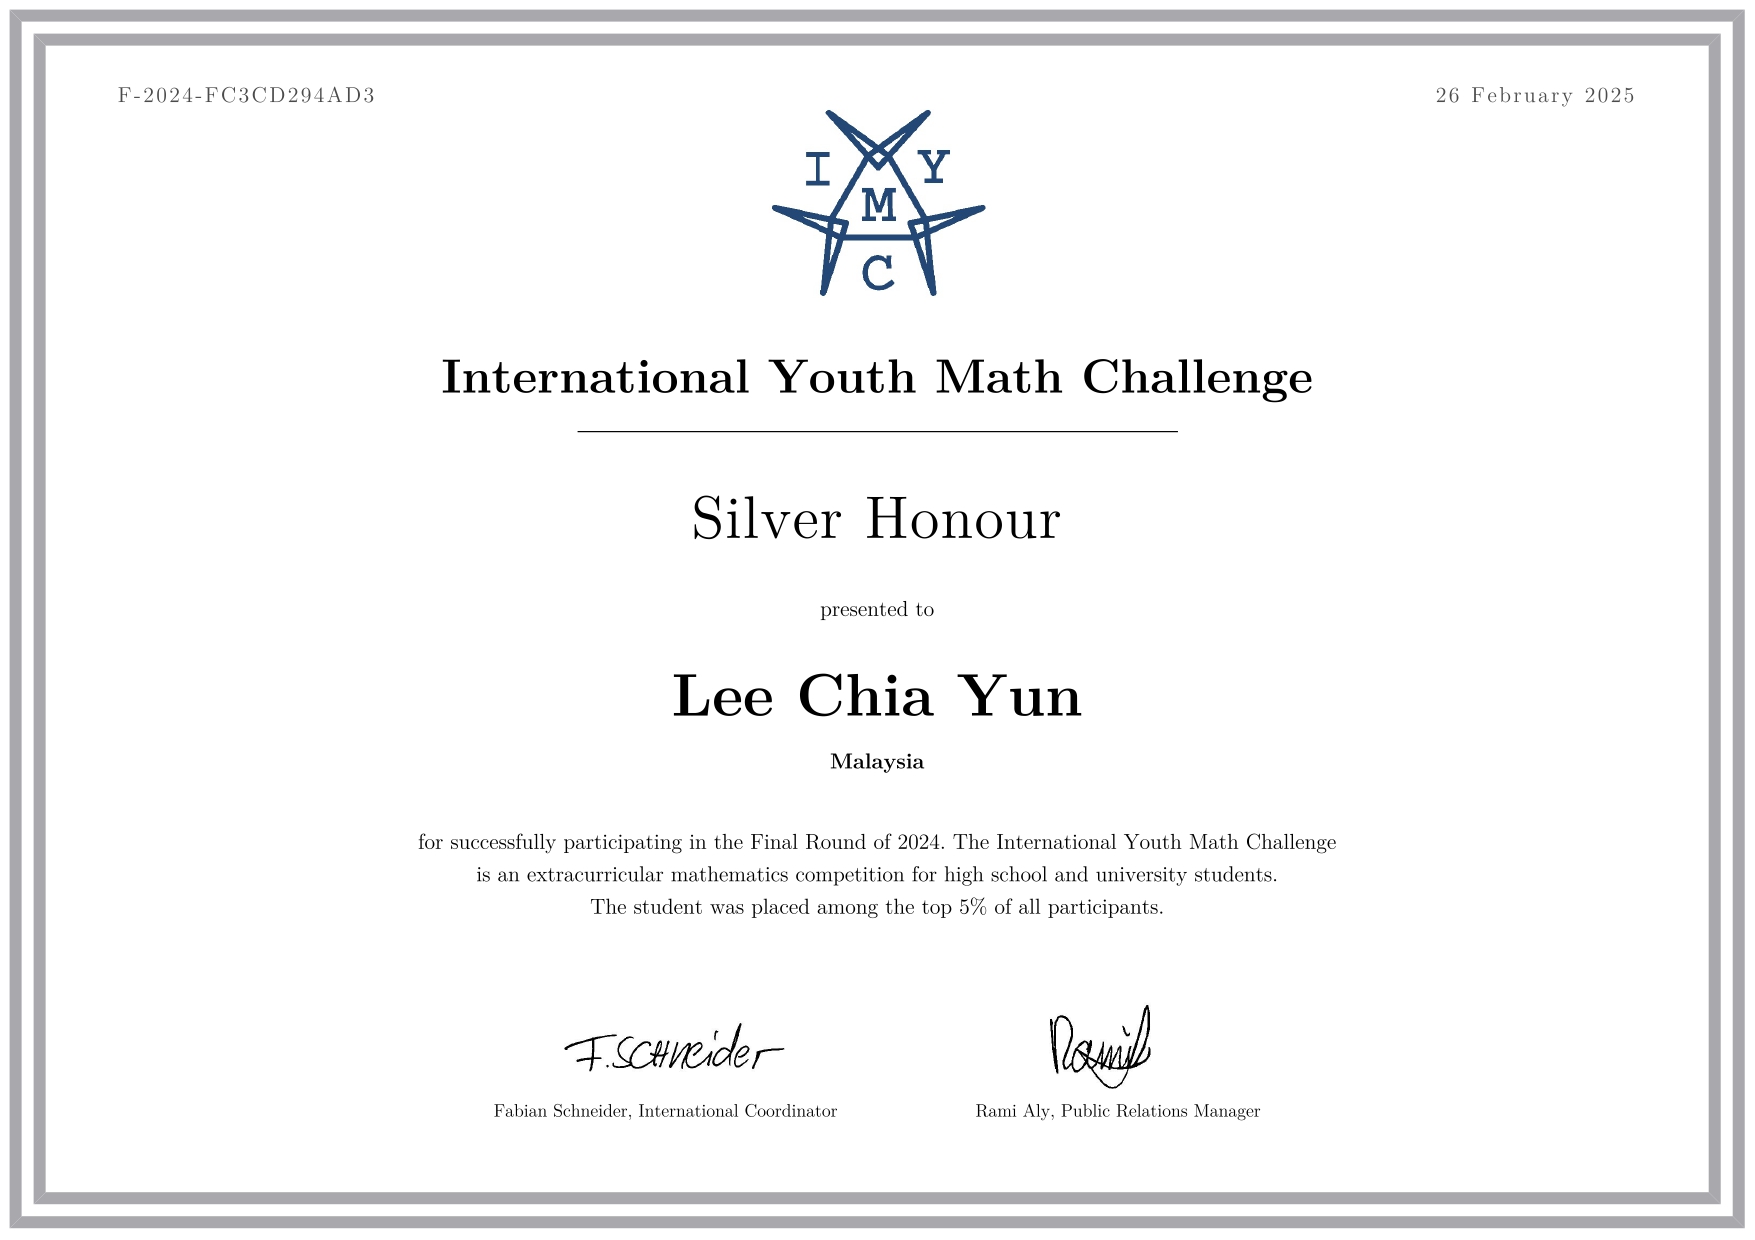 F-2024-FC3CD294AD3
26 February 2025
I Y
M
C
International Youth Math Challenge
Silver Honour
presented to
Lee Chia Yun
Malaysia
for successfully participating in the Final Round of 2024. The International Youth Math Challenge
is an extracurricular mathematics competition for high school and university students.
The student was placed among the top 5% of all participants.
F.SCHNEider
Rami
Fabian Schneider, International Coordinator
Rami Aly, Public Relations Manager